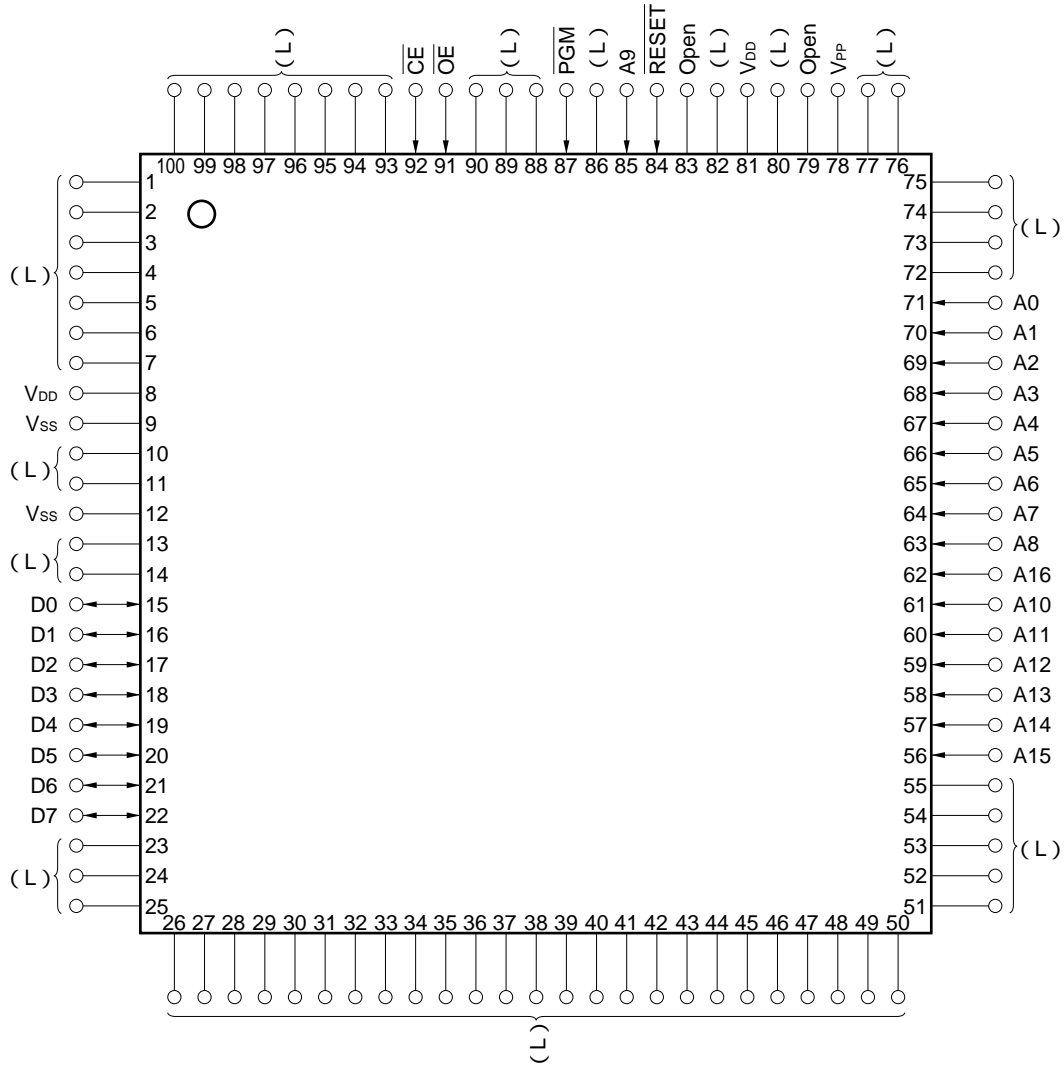 (L)
C̅E̅
O̅E̅
(L)
P̅G̅M̅
(L)
A9
R̅E̅S̅E̅T̅
Open
(L)
VDD
(L)
Open
VPP
(L)
100 99 98 97 96 95 94 93 92 91 90 89 88 87 86 85 84 83 82 81 80 79 78 77 76
(L)
1
2
3
4
5
6
7
VDD 8
VSS 9
(L)
10
11
VSS 12
(L)
13
14
D0 15
D1 16
D2 17
D3 18
D4 19
D5 20
D6 21
D7 22
(L)
23
24
25
75
74
73
72
(L)
71 A0
70 A1
69 A2
68 A3
67 A4
66 A5
65 A6
64 A7
63 A8
62 A16
61 A10
60 A11
59 A12
58 A13
57 A14
56 A15
55
54
53
52
51
(L)
26 27 28 29 30 31 32 33 34 35 36 37 38 39 40 41 42 43 44 45 46 47 48 49 50
(L)